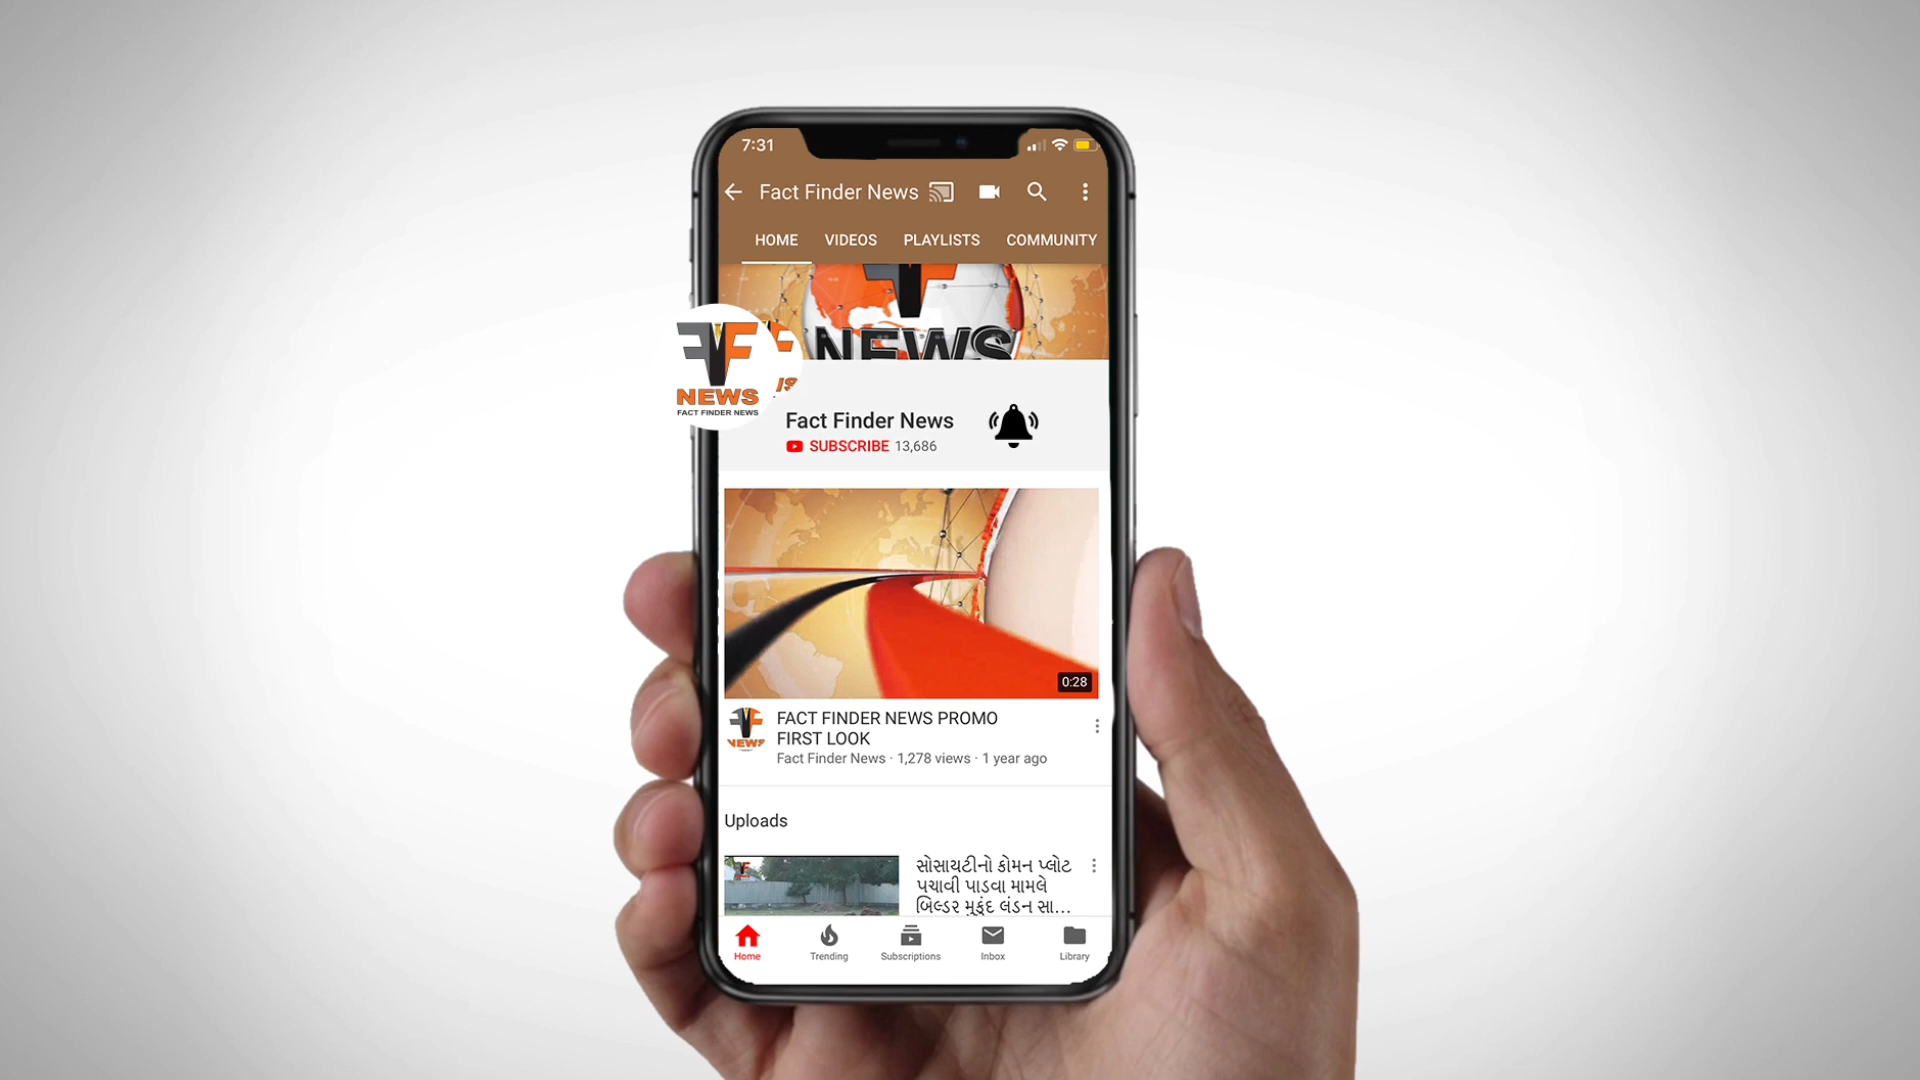 7:31
Fact Finder News
HOME VIDEOS PLAYLISTS COMMUNITY
NEWS
NEWS
FACT FINDER NEWS
Fact Finder News
SUBSCRIBE 13,686
0:28
FACT FINDER NEWS PROMO
FIRST LOOK
Fact Finder News · 1,278 views · 1 year ago
NEWS
Uploads
સોસાયટીનો કોમન પ્લોટ
પચાવી પાડવા મામલે
બિલ્ડર મુકુંદ લંડન સા...
Home Trending Subscriptions Inbox Library